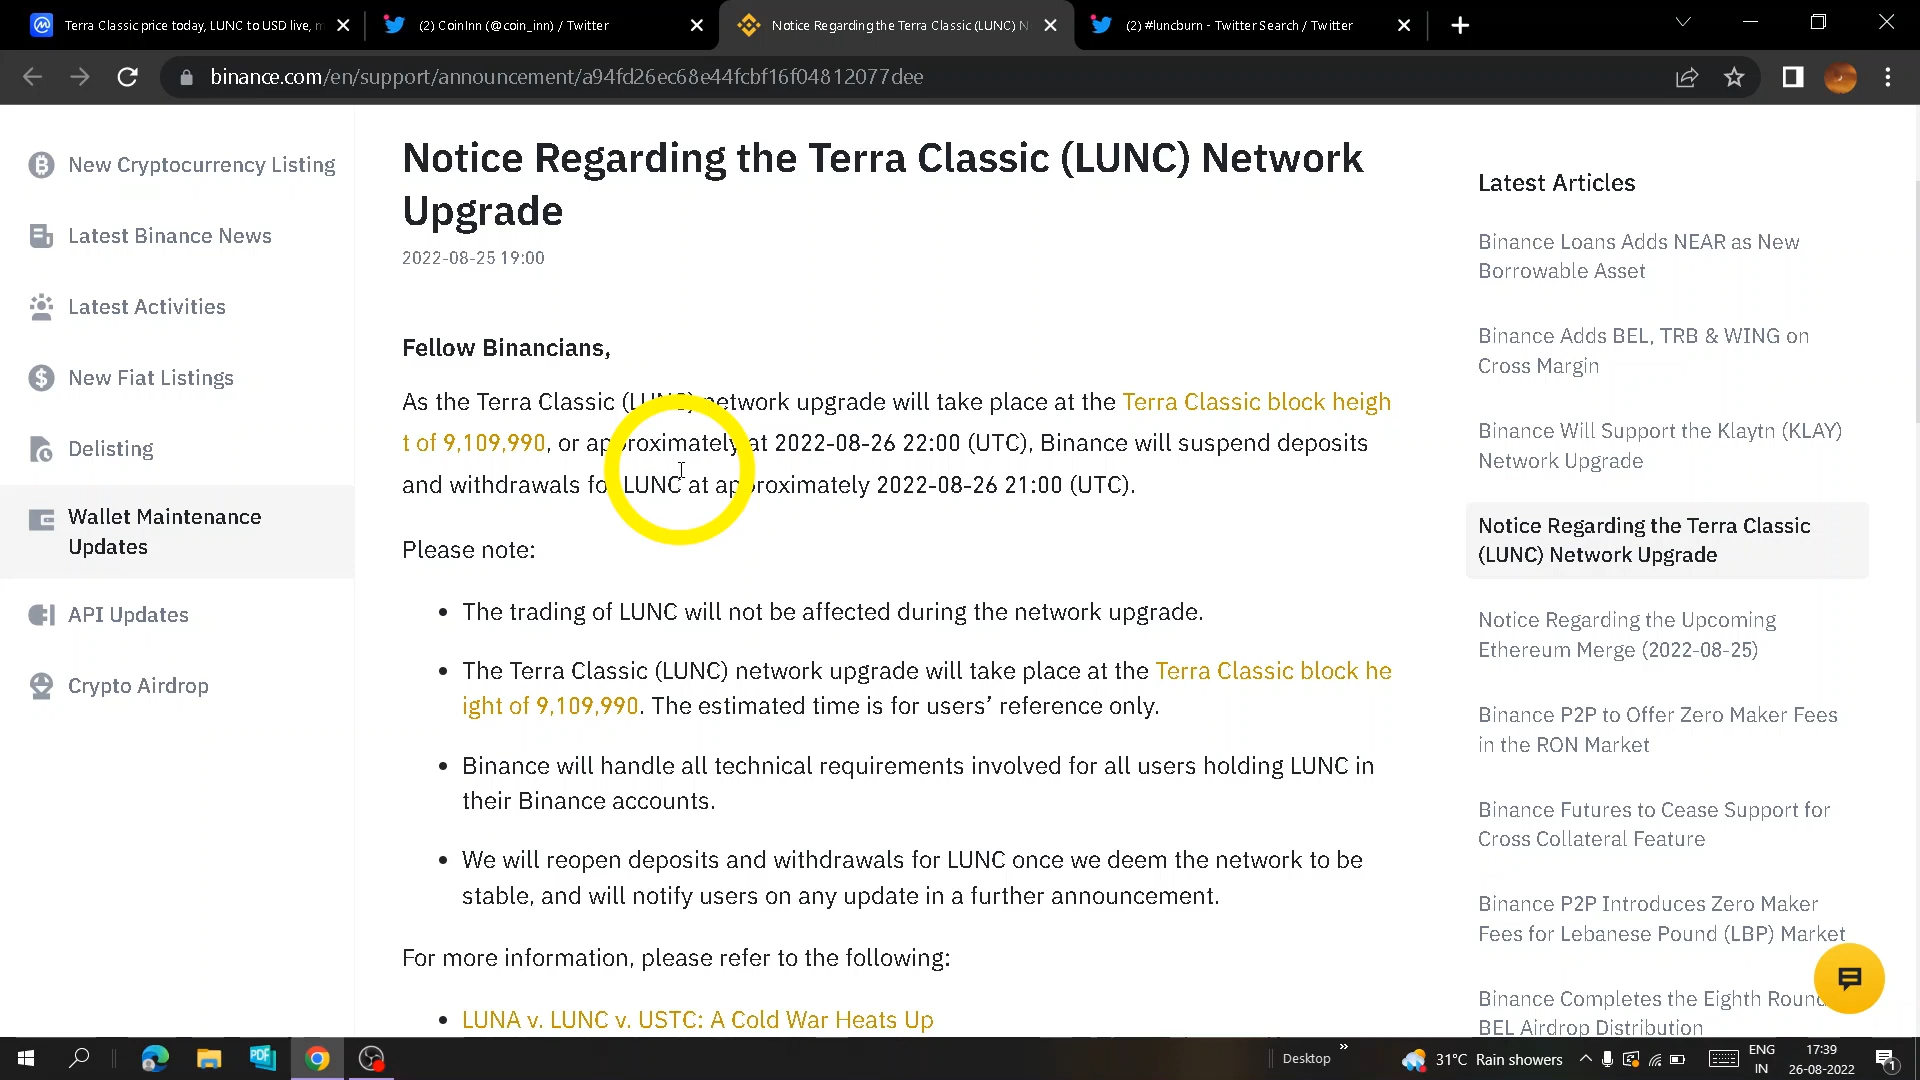 Terra Classic price today, LUNC to USD live, m
(2) CoinInn (@coin_inn) / Twitter
Notice Regarding the Terra Classic (LUNC) N
(2) #luncburn - Twitter Search / Twitter
binance.com/en/support/announcement/a94fd26ec68e44fcbf16f04812077dee
New Cryptocurrency Listing
Latest Binance News
Latest Activities
New Fiat Listings
Delisting
Wallet Maintenance
Updates
API Updates
Crypto Airdrop
Notice Regarding the Terra Classic (LUNC) Network
Upgrade
2022-08-25 19:00
Fellow Binancians,
As the Terra Classic (LUNC) network upgrade will take place at the Terra Classic block heigh
t of 9,109,990, or approximately at 2022-08-26 22:00 (UTC), Binance will suspend deposits
and withdrawals for LUNC at approximately 2022-08-26 21:00 (UTC).
Please note:
• The trading of LUNC will not be affected during the network upgrade.
• The Terra Classic (LUNC) network upgrade will take place at the Terra Classic block he
ight of 9,109,990. The estimated time is for users’ reference only.
• Binance will handle all technical requirements involved for all users holding LUNC in
their Binance accounts.
• We will reopen deposits and withdrawals for LUNC once we deem the network to be
stable, and will notify users on any update in a further announcement.
For more information, please refer to the following:
• LUNA v. LUNC v. USTC: A Cold War Heats Up
Latest Articles
Binance Loans Adds NEAR as New
Borrowable Asset
Binance Adds BEL, TRB & WING on
Cross Margin
Binance Will Support the Klaytn (KLAY)
Network Upgrade
Notice Regarding the Terra Classic
(LUNC) Network Upgrade
Notice Regarding the Upcoming
Ethereum Merge (2022-08-25)
Binance P2P to Offer Zero Maker Fees
in the RON Market
Binance Futures to Cease Support for
Cross Collateral Feature
Binance P2P Introduces Zero Maker
Fees for Lebanese Pound (LBP) Market
Binance Completes the Eighth Round
BEL Airdrop Distribution
PDF
Desktop
»
31°C Rain showers
ENG
IN
17:39
26-08-2022
1